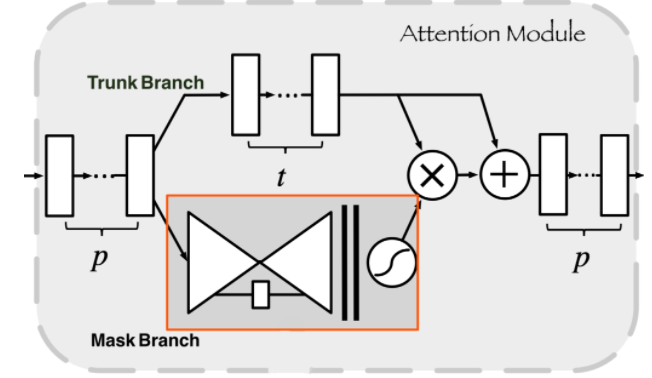 Attention Module
Trunk Branch
t
p
p
Mask Branch